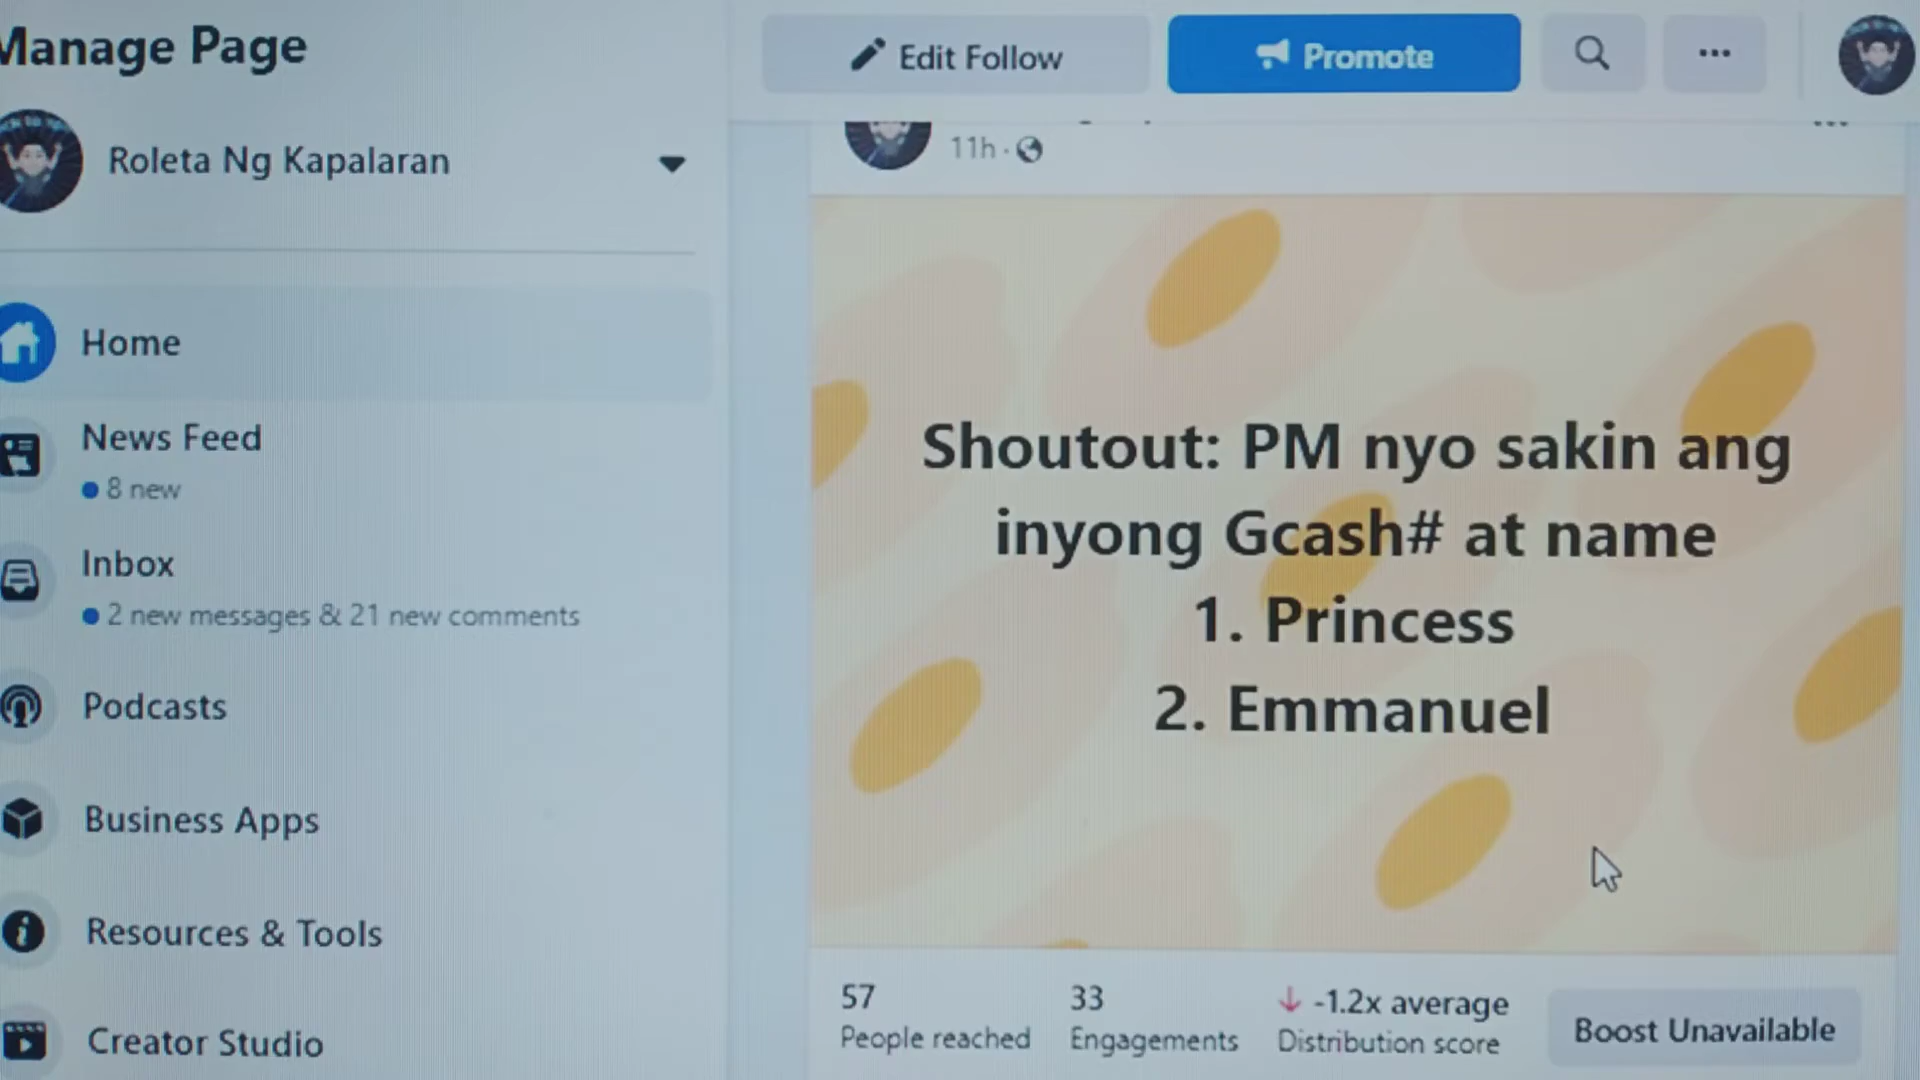 Manage Page
Edit Follow
Promote
Roleta Ng Kapalaran
11h
Home
News Feed
8 new
Inbox
2 new messages & 21 new comments
Podcasts
Business Apps
Resources & Tools
Creator Studio
Shoutout: PM nyo sakin ang
inyong Gcash# at name
1. Princess
2. Emmanuel
57
People reached
33
Engagements
-1.2x average
Distribution score
Boost Unavailable